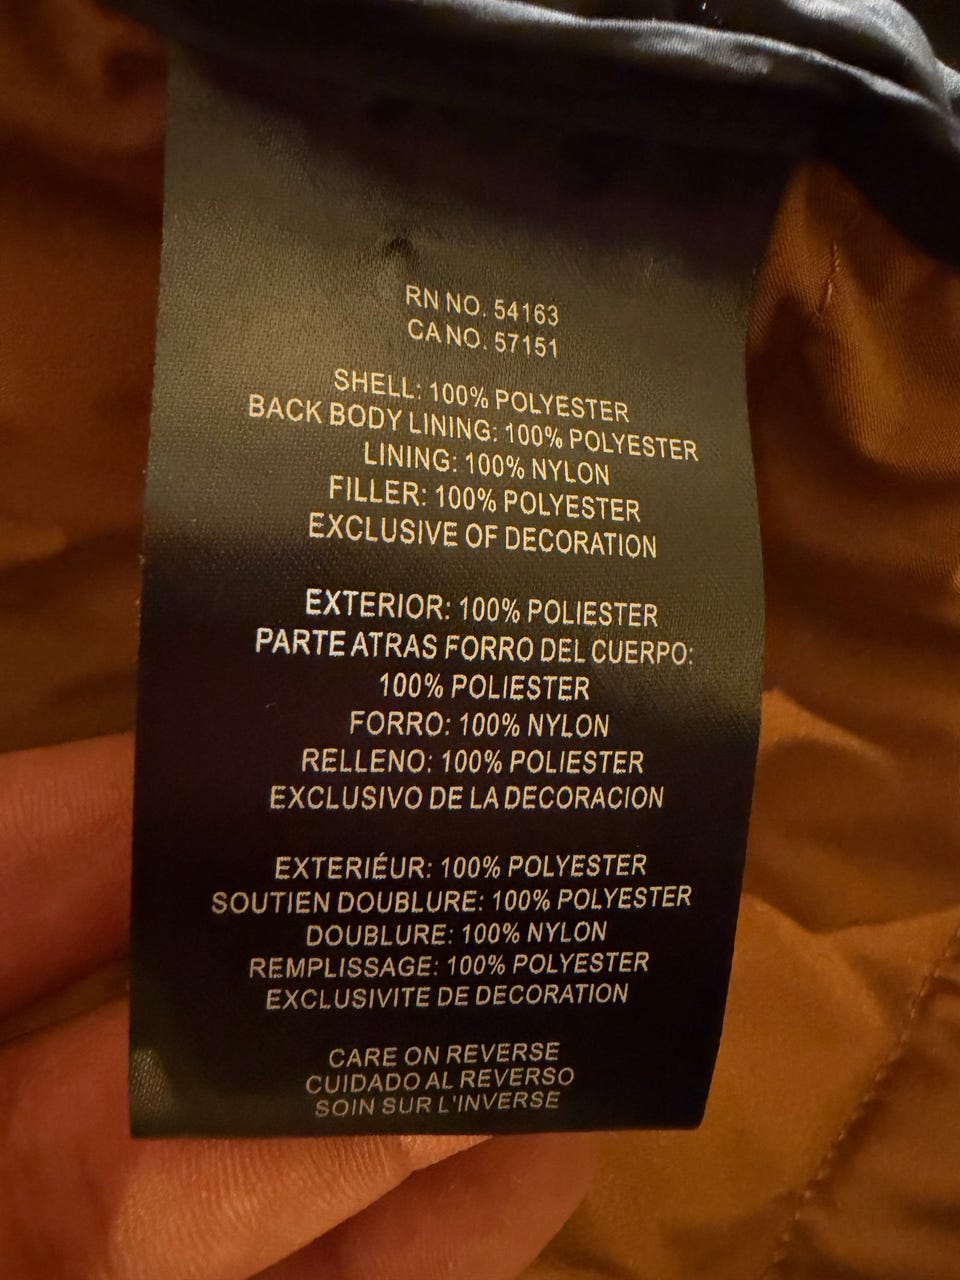 RN NO. 54163
CA NO. 57151
SHELL: 100% POLYESTER
BACK BODY LINING: 100% POLYESTER
LINING: 100% NYLON
FILLER: 100% POLYESTER
EXCLUSIVE OF DECORATION
EXTERIOR: 100% POLIESTER
PARTE ATRAS FORRO DEL CUERPO:
100% POLIESTER
FORRO: 100% NYLON
RELLENO: 100% POLIESTER
EXCLUSIVO DE LA DECORACION
EXTERIÉUR: 100% POLYESTER
SOUTIEN DOUBLURE: 100% POLYESTER
DOUBLURE: 100% NYLON
REMPLISSAGE: 100% POLYESTER
EXCLUSIVITE DE DECORATION
CARE ON REVERSE
CUIDADO AL REVERSO
SOIN SUR L'INVERSE